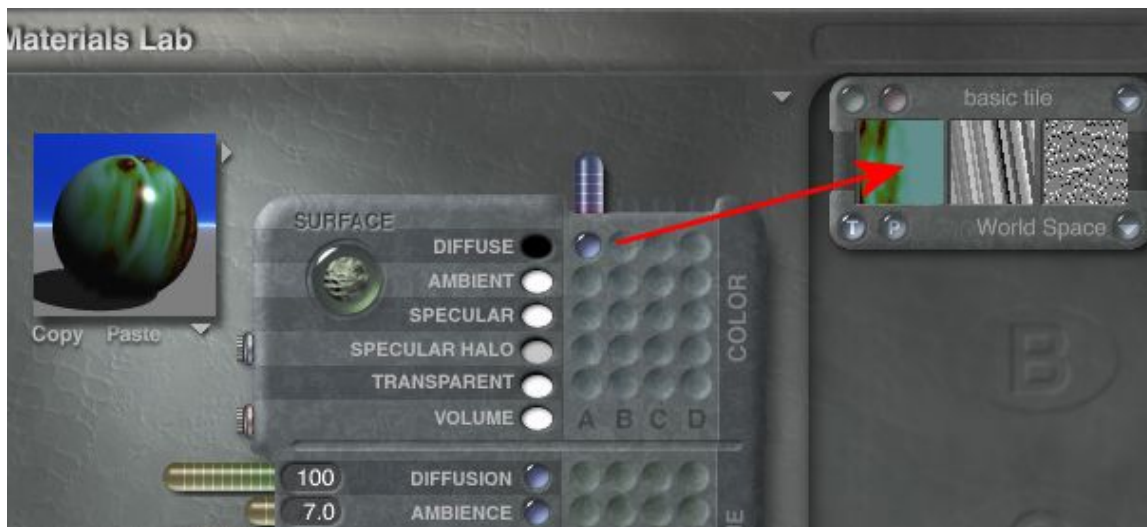 Materials Lab
basic tile
T P World Space
Copy Paste
SURFACE
DIFFUSE
AMBIENT
SPECULAR
SPECULAR HALO
TRANSPARENT
VOLUME
A B C D
COLOR
100 DIFFUSION
7.0 AMBIENCE
B